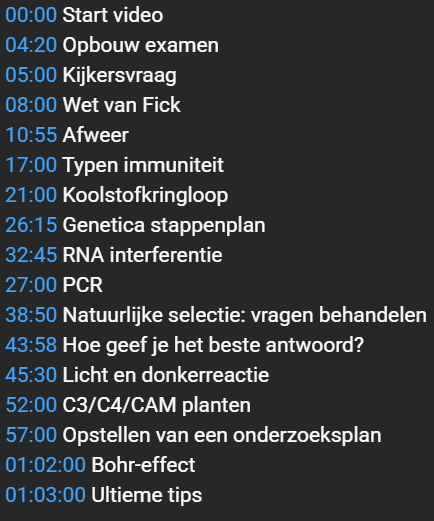 00:00 Start video
04:20 Opbouw examen
05:00 Kijkersvraag
08:00 Wet van Fick
10:55 Afweer
17:00 Typen immuniteit
21:00 Koolstofkringloop
26:15 Genetica stappenplan
32:45 RNA interferentie
27:00 PCR
38:50 Natuurlijke selectie: vragen behandelen
43:58 Hoe geef je het beste antwoord?
45:30 Licht en donkerreactie
52:00 C3/C4/CAM planten
57:00 Opstellen van een onderzoeksplan
01:02:00 Bohr-effect
01:03:00 Ultieme tips